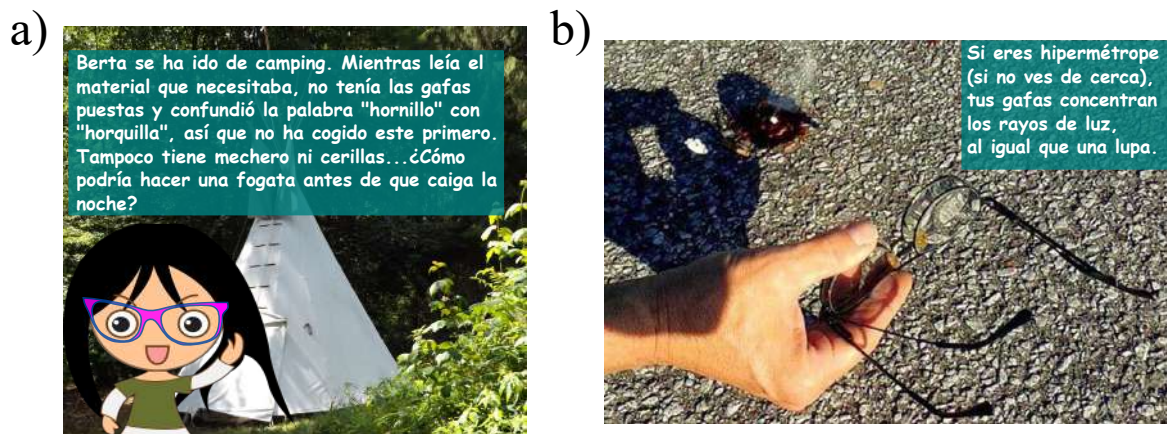 a)
Berta se ha ido de camping. Mientras leía el
material que necesitaba, no tenía las gafas
puestas y confundió la palabra "hornillo" con
"horquilla", así que no ha cogido este primero.
Tampoco tiene mechero ni cerillas...¿Cómo
podría hacer una fogata antes de que caiga la
noche?
b)
Si eres hipermétrope
(si no ves de cerca),
tus gafas concentran
los rayos de luz,
al igual que una lupa.